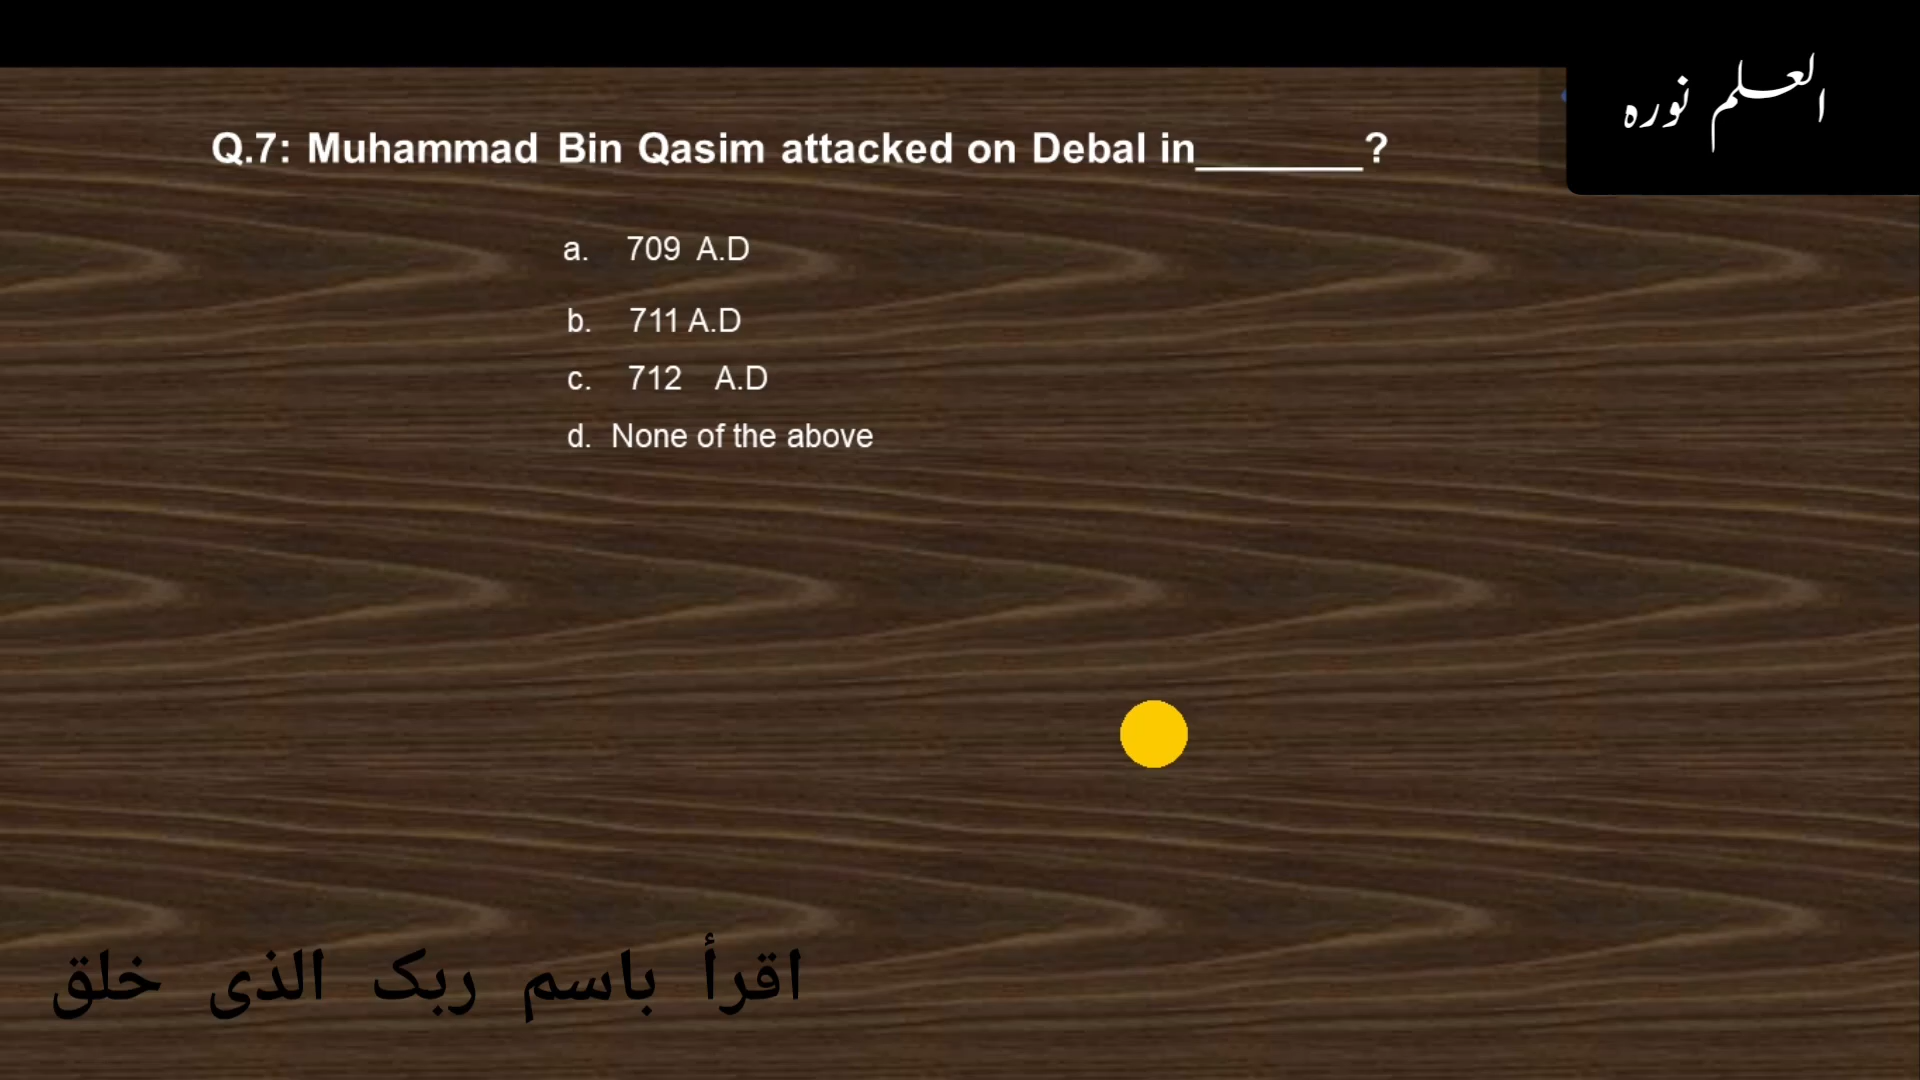 العلم نوره
Q.7: Muhammad Bin Qasim attacked on Debal in_______?
a. 709 A.D
b. 711 A.D
c. 712 A.D
d. None of the above
اقرأ باسم ربک الذی خلق